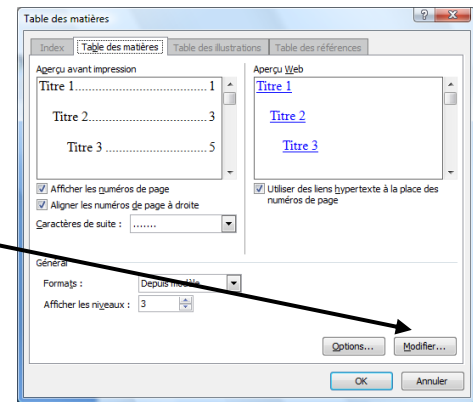 Table des matières
Index Table des matières Table des illustrations Table des références
Aperçu avant impression
Titre 1.................................1
Titre 2..............................3
Titre 3 ...........................5
Aperçu Web
Titre 1
Titre 2
Titre 3
Afficher les numéros de page
Aligner les numéros de page à droite
Caractères de suite : .......
Utiliser des liens hypertexte à la place des
numéros de page
Général
Formats : Depuis modèle
Afficher les niveaux : 3
Options... Modifier...
OK Annuler